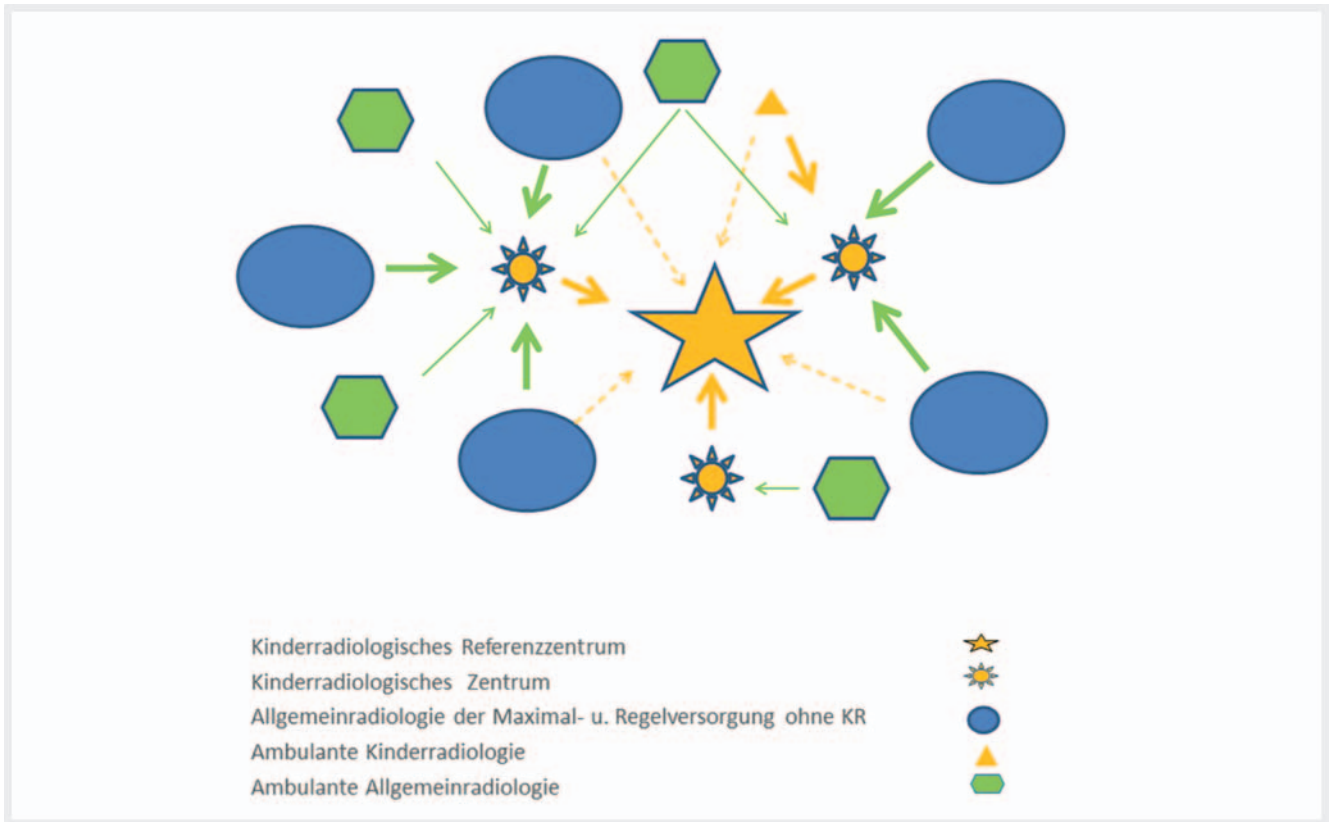 Kinderradiologisches Referenzzentrum
Kinderradiologisches Zentrum
Allgemeinradiologie der Maximal- u. Regelversorgung ohne KR
Ambulante Kinderradiologie
Ambulante Allgemeinradiologie